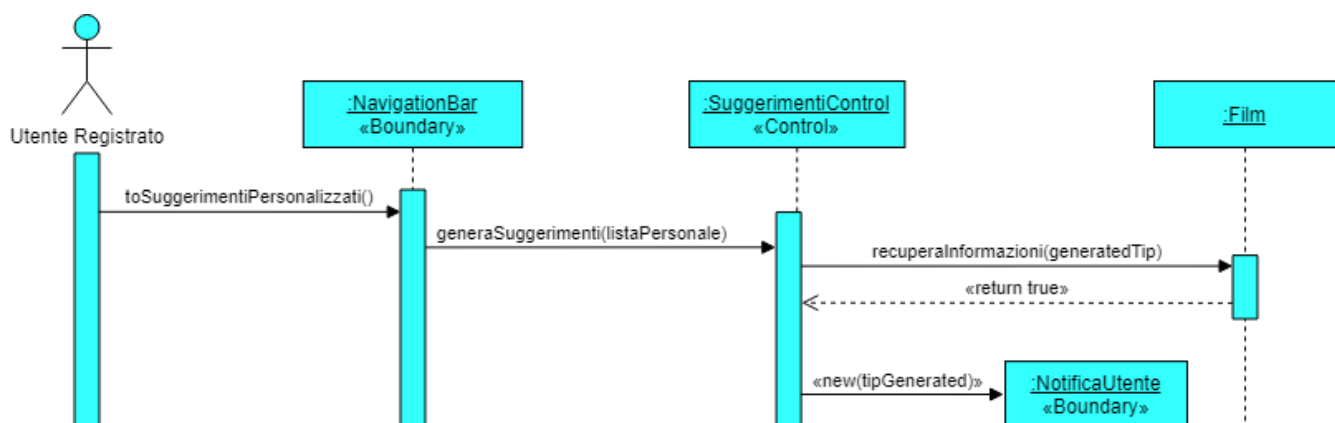 :NavigationBar
«Boundary»
:SuggerimentiControl
«Control»
:Film
Utente Registrato
toSuggerimentiPersonalizzati()
generaSuggerimenti(listaPersonale)
recuperaInformazioni(generatedTip)
«return true»
«new(tipGenerated)»
:NotificaUtente
«Boundary»